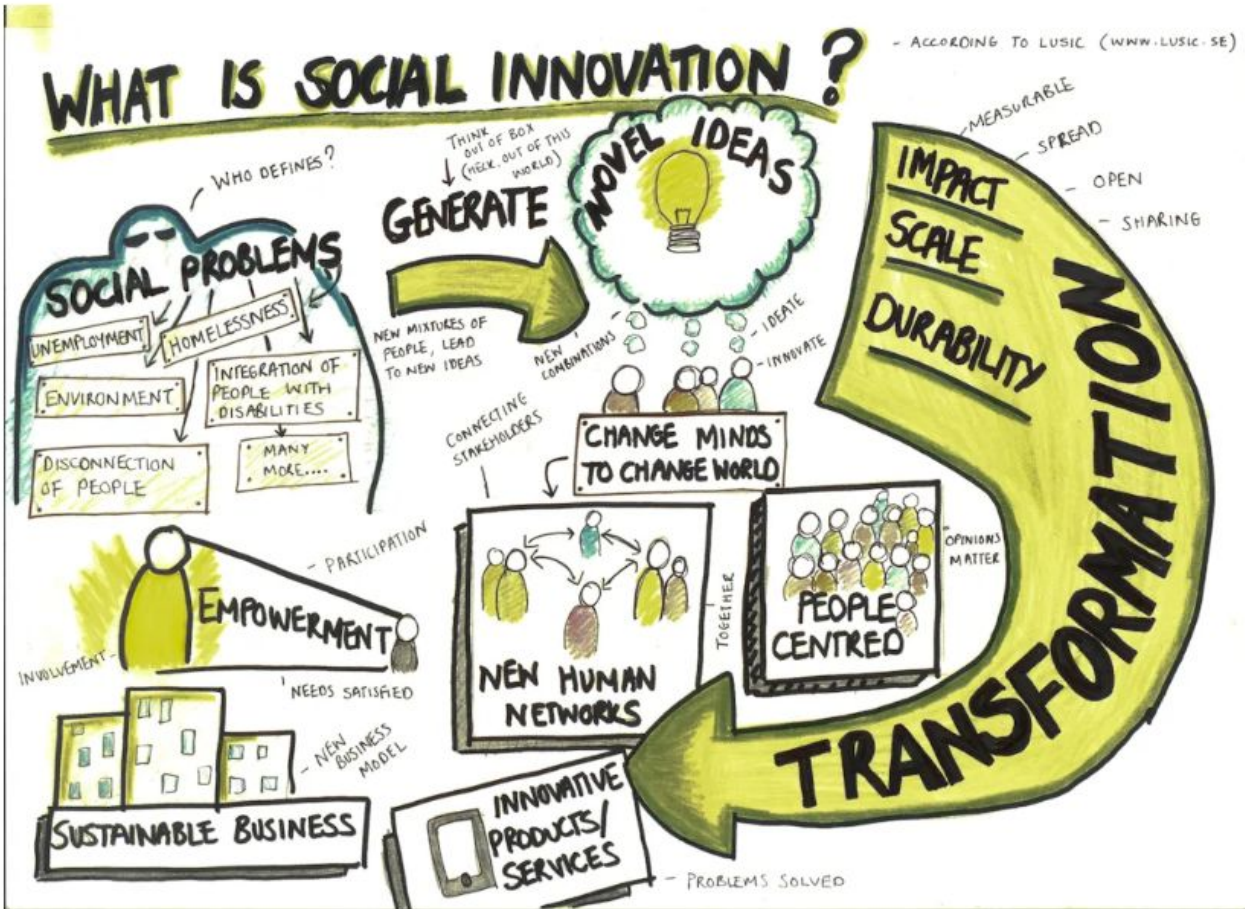 WHAT IS SOCIAL INNOVATION?
- ACCORDING TO LUSIC (WWW.LUSIC.SE)
WHO DEFINES?
SOCIAL PROBLEMS
UNEMPLOYMENT
HOMELESSNESS
ENVIRONMENT
INTEGRATION OF
PEOPLE WITH
DISABILITIES
DISCONNECTION
OF PEOPLE
MANY
MORE....
THINK
OUT OF BOX
(HECK, OUT OF THIS
WORLD)
GENERATE
NEW MIXTURES OF
PEOPLE, LEAD
TO NEW IDEAS
NOVEL IDEAS
NEW
COMBINATIONS
- IDEATE
- INNOVATE
CHANGE MINDS
TO CHANGE WORLD
CONNECTING
STAKEHOLDERS
NEW HUMAN
NETWORKS
- TOGETHER
PEOPLE
CENTRED
OPINIONS
MATTER
IMPACT
SCALE
DURABILITY
- MEASURABLE
- SPREAD
- OPEN
- SHARING
TRANSFORMATION
EMPOWERMENT
- PARTICIPATION
INVOLVEMENT -
NEEDS SATISFIED
- NEW
BUSINESS
MODEL
SUSTAINABLE BUSINESS
INNOVATIVE
PRODUCTS/
SERVICES
- PROBLEMS SOLVED